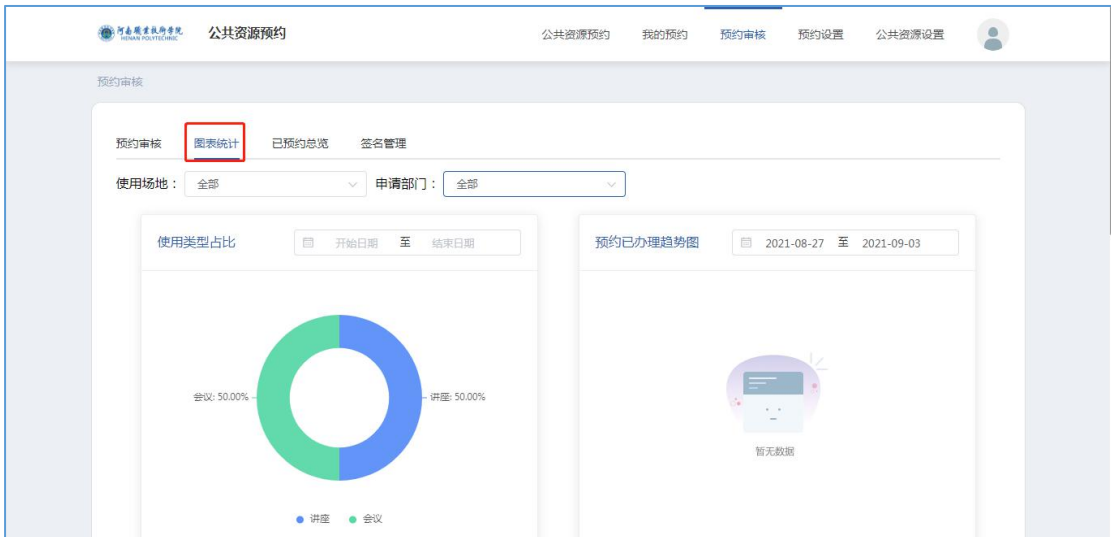 河南职业技术学院
HENAN POLYTECHNIC
公共资源预约 公共资源预约 我的预约 预约审核 预约设置 公共资源设置
预约审核
预约审核 图表统计 已预约总览 签名管理
使用场地： 全部 申请部门： 全部
使用类型占比 开始日期 至 结束日期 预约已办理趋势图 2021-08-27 至 2021-09-03
会议: 50.00% 讲座: 50.00%
暂无数据
讲座 会议